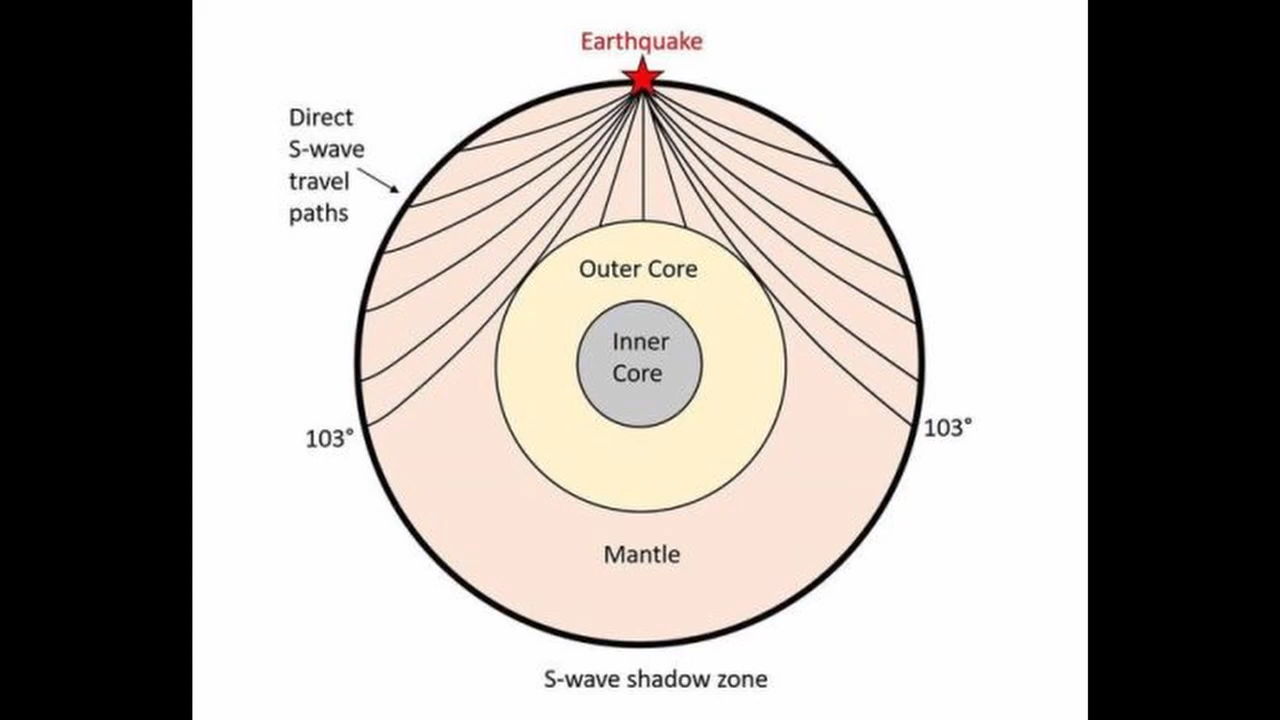 Earthquake
Direct
S-wave
travel
paths
Outer Core
Inner
Core
103°
103°
Mantle
S-wave shadow zone